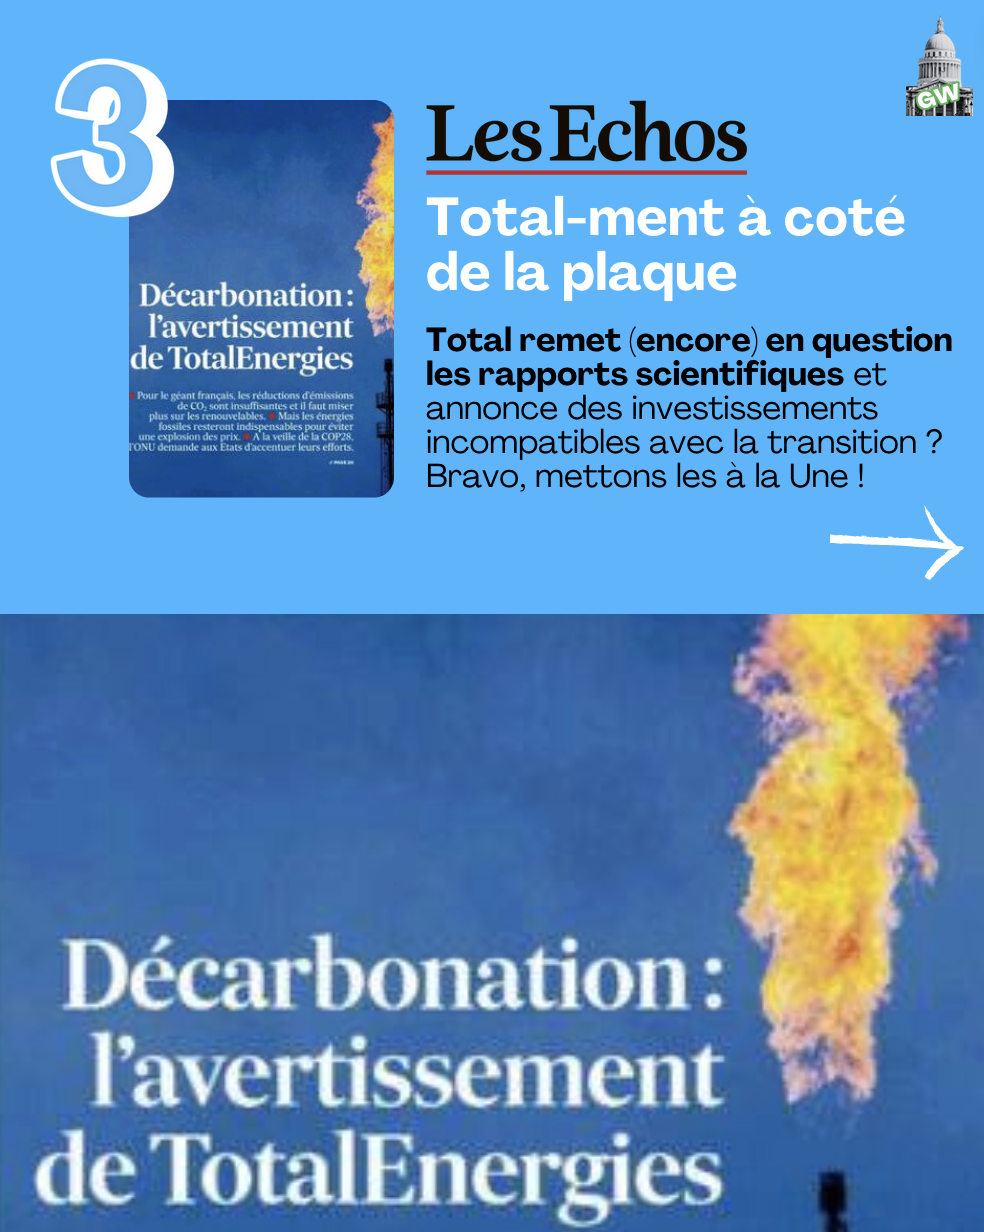 3
GW
Les Echos
Total-ment à coté
de la plaque
Total remet (encore) en question
les rapports scientifiques et
annonce des investissements
incompatibles avec la transition ?
Bravo, mettons les à la Une !
Décarbonation :
l'avertissement
de TotalEnergies
Pour le géant français, les réductions d'émissions
de CO₂ sont insuffisantes et il faut miser
plus sur les renouvelables. Mais les énergies
fossiles resteront indispensables pour éviter
une explosion des prix. A la veille de la COP28,
l'ONU demande aux Etats d'accentuer leurs efforts.
Décarbonation :
l'avertissement
de TotalEnergies